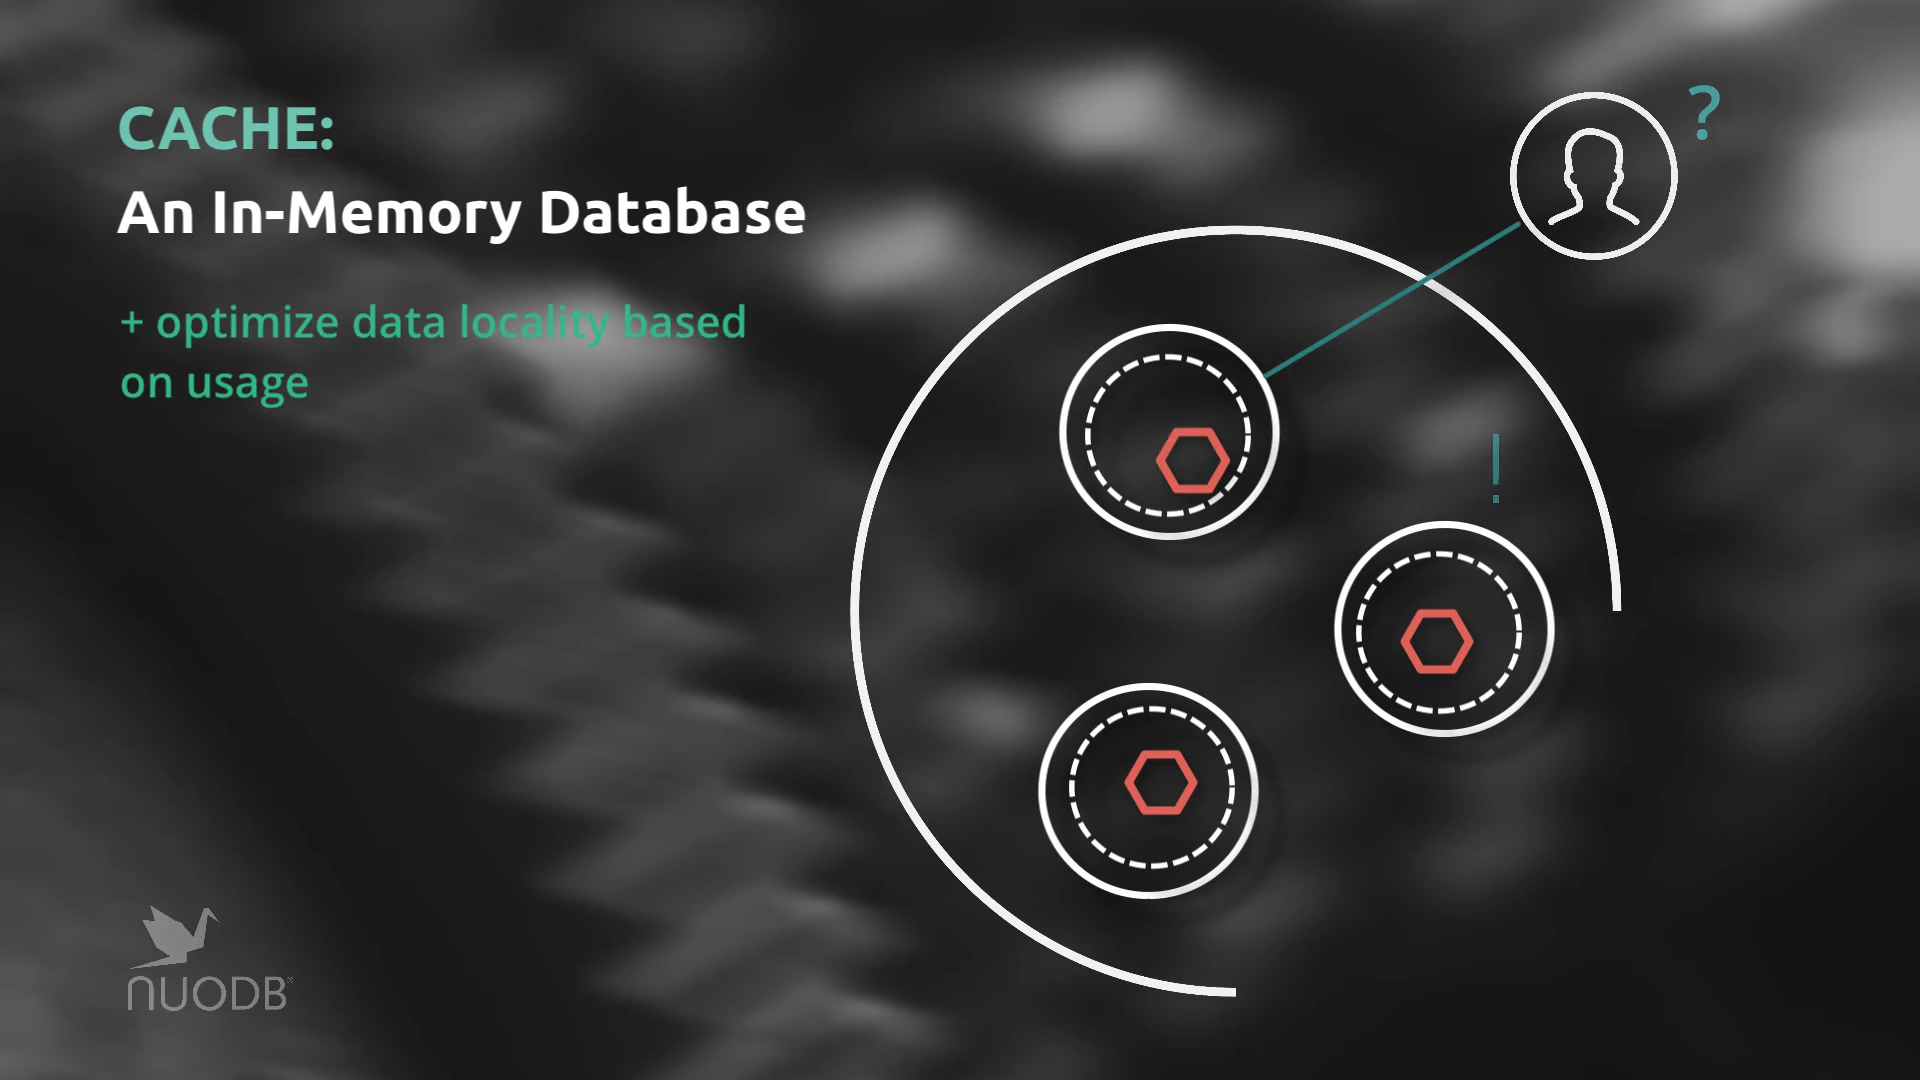 CACHE:
An In-Memory Database
+ optimize data locality based
on usage
?
!
NUODB